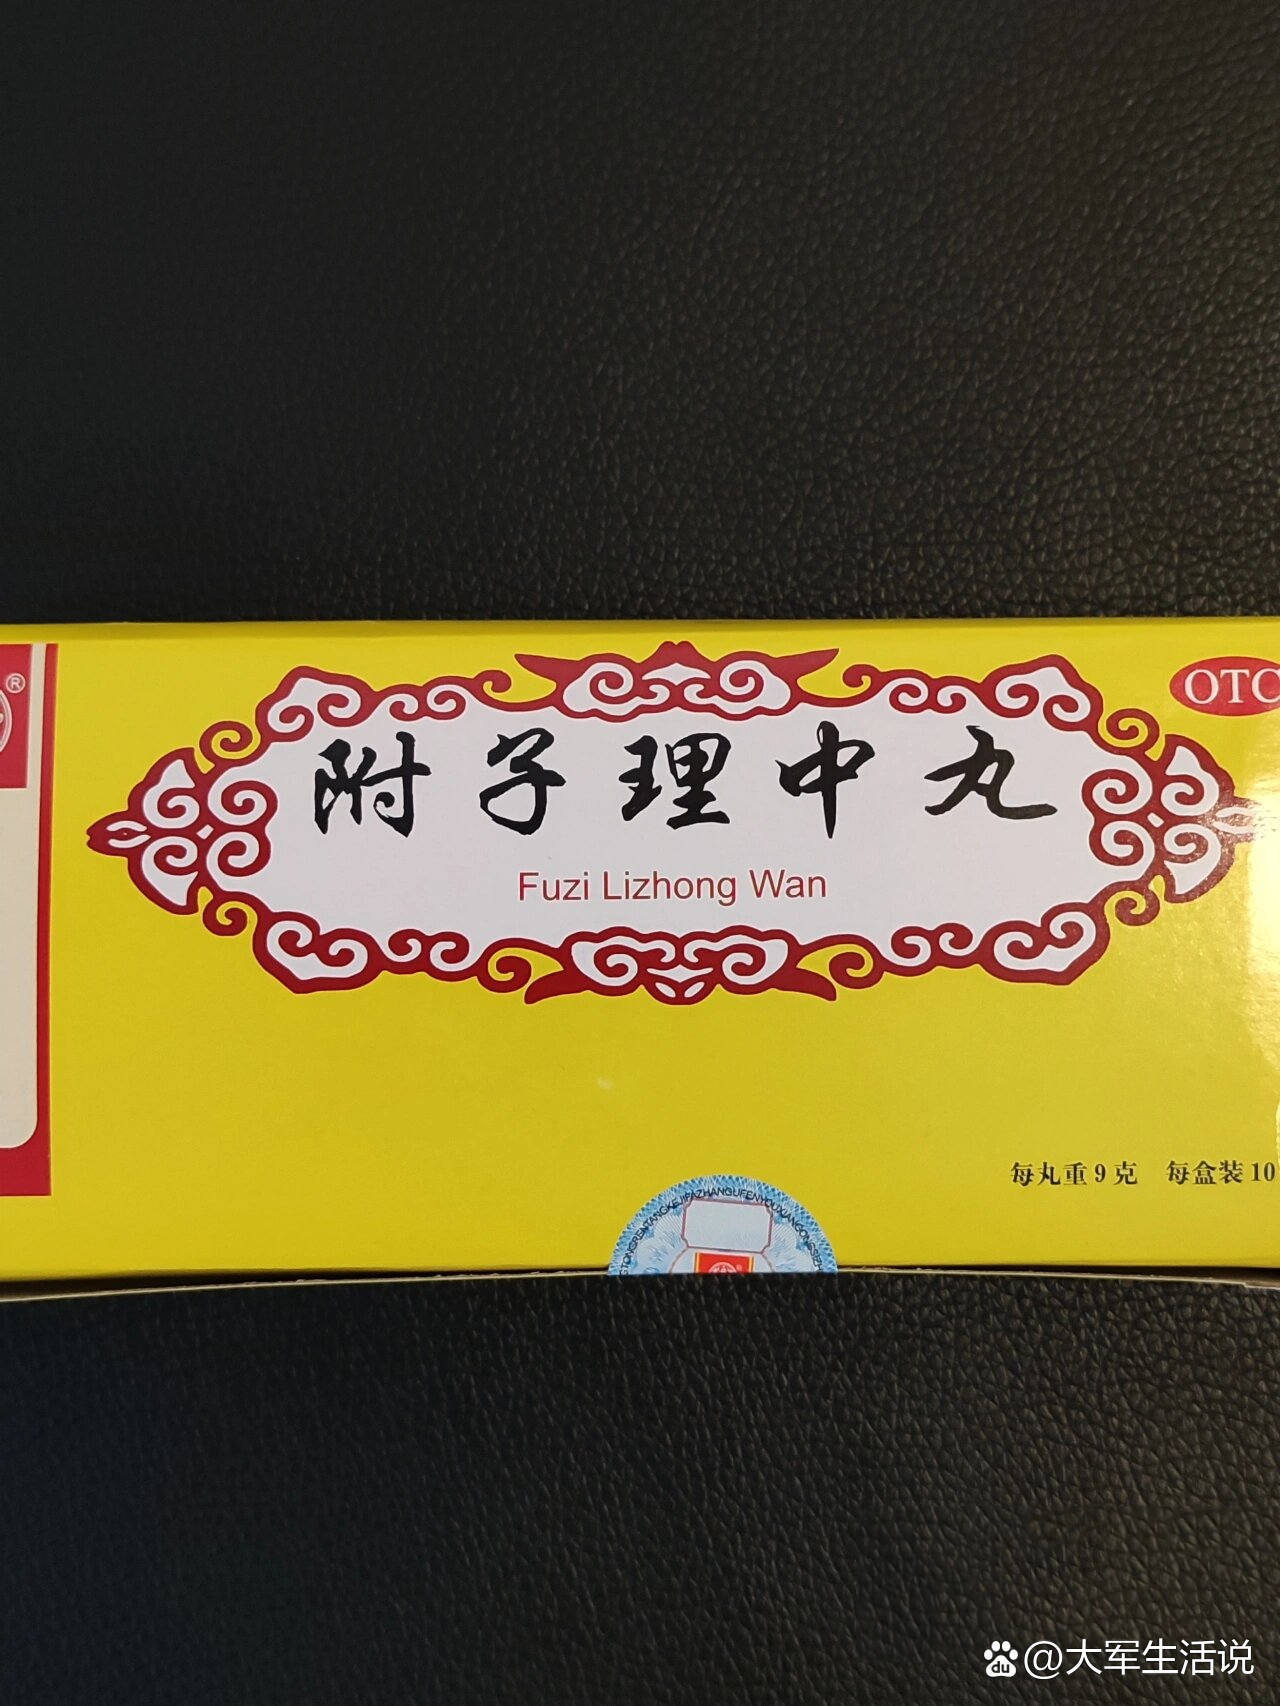 ®
OTC
附子理中丸
Fuzi Lizhong Wan
每丸重9克 每盒装10
@大军生活说